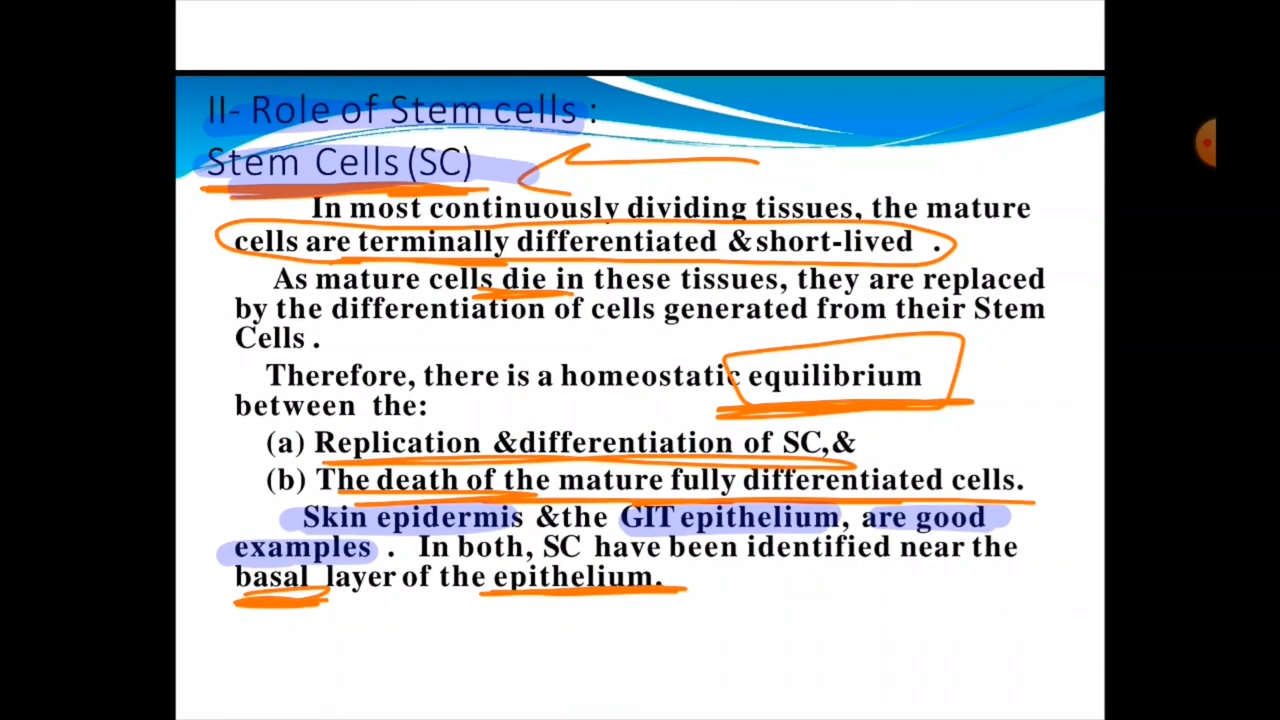 II- Role of Stem cells :
Stem Cells (SC)
In most continuously dividing tissues, the mature
cells are terminally differentiated & short-lived .
As mature cells die in these tissues, they are replaced
by the differentiation of cells generated from their Stem
Cells .
Therefore, there is a homeostatic equilibrium
between the:
(a) Replication &differentiation of SC,&
(b) The death of the mature fully differentiated cells.
Skin epidermis &the GIT epithelium, are good
examples . In both, SC have been identified near the
basal layer of the epithelium.